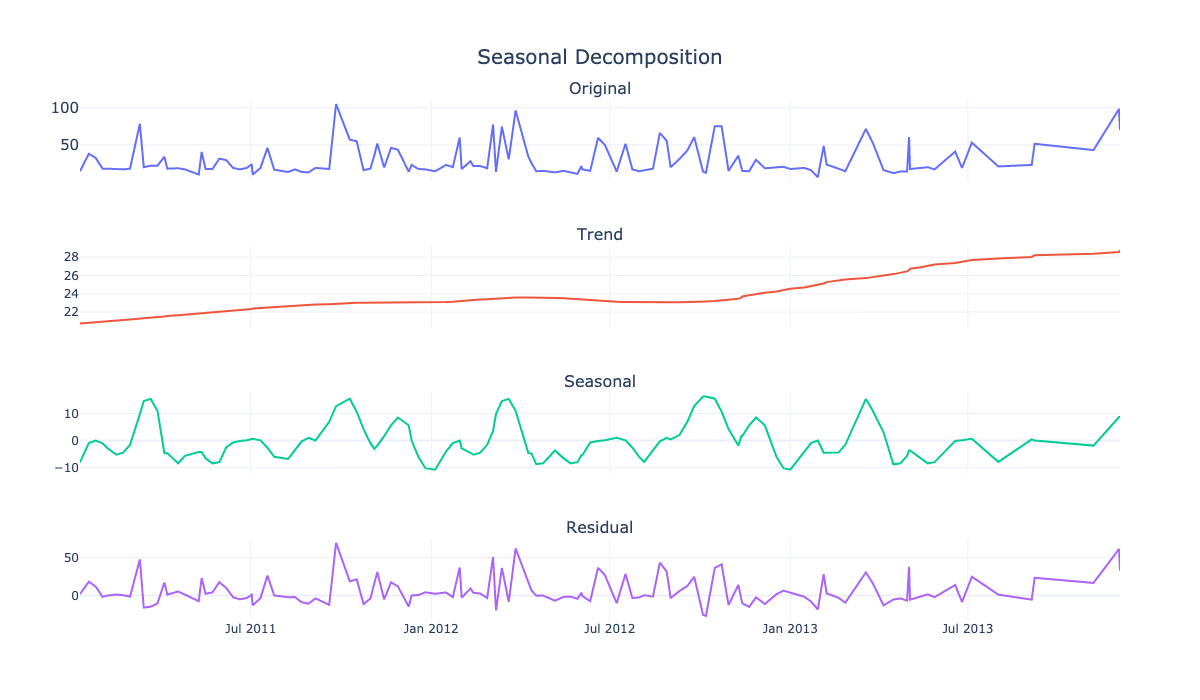 Seasonal Decomposition
Original
100
50
Trend
28
26
24
22
Seasonal
10
0
−10
Residual
50
0
Jul 2011 Jan 2012 Jul 2012 Jan 2013 Jul 2013